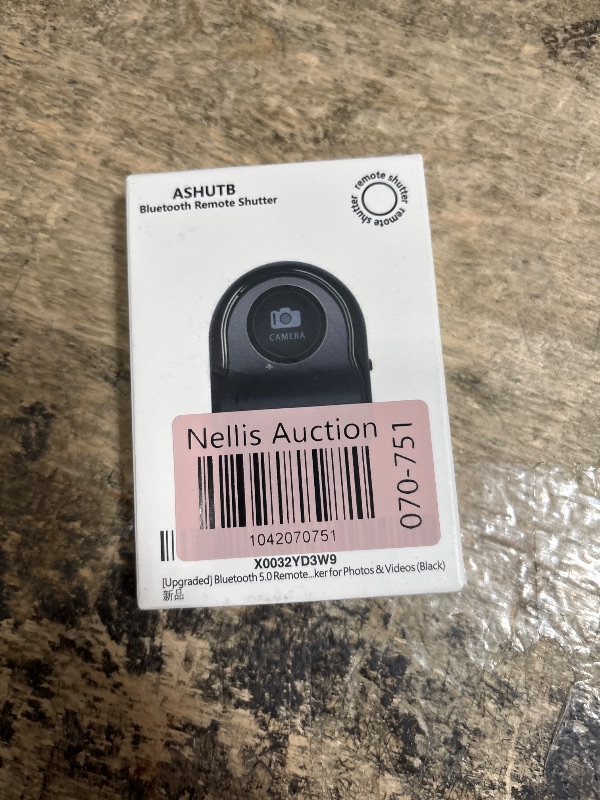 ASHUTB
Bluetooth Remote Shutter
remote shutter remote shutter
CAMERA
Nellis Auction
070-751
1042070751
X0032YD3W9
[Upgraded] Bluetooth 5.0 Remote...ker for Photos & Videos (Black)
新品